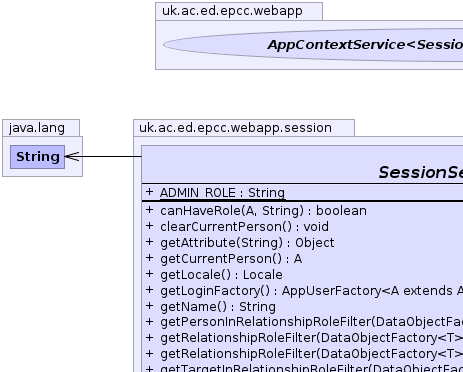 uk.ac.ed.epcc.webapp
AppContextService<Sessio
java.lang
uk.ac.ed.epcc.webapp.session
String
SessionSe
+ ADMIN_ROLE : String
+ canHaveRole(A, String) : boolean
+ clearCurrentPerson() : void
+ getAttribute(String) : Object
+ getCurrentPerson() : A
+ getLocale() : Locale
+ getLoginFactory() : AppUserFactory<A extends A
+ getName() : String
+ getPersonInRelationshipRoleFilter(DataObjectFac
+ getRelationshipRoleFilter(DataObjectFactory<T>
+ getRelationshipRoleFilter(DataObjectFactory<T>
+ getTargetInRelationshipRoleFilter(DataObjectFac